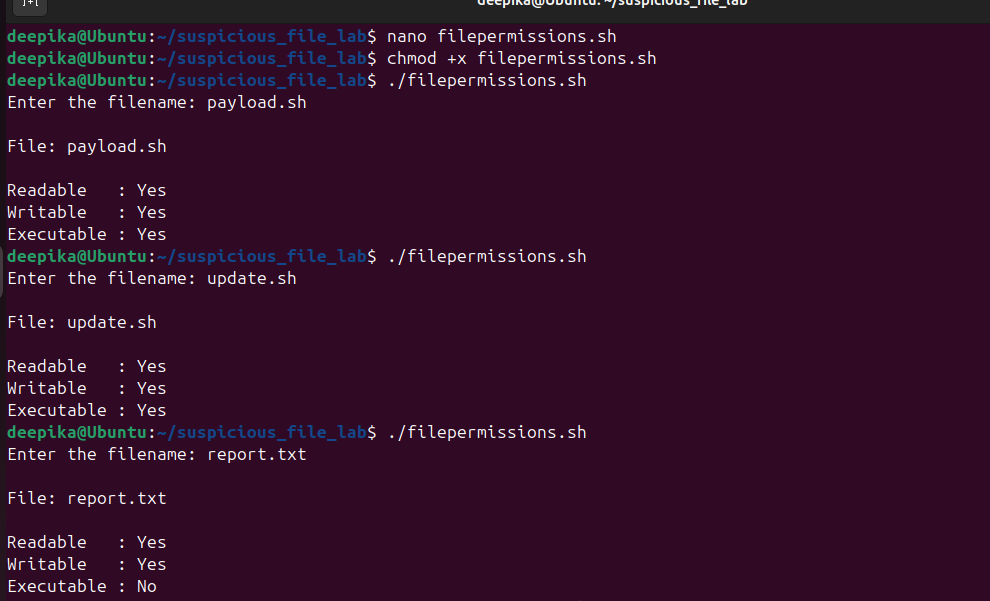 deepika@Ubuntu: ~/suspicious_file_lab
deepika@Ubuntu:~/suspicious_file_lab$ nano filepermissions.sh
deepika@Ubuntu:~/suspicious_file_lab$ chmod +x filepermissions.sh
deepika@Ubuntu:~/suspicious_file_lab$ ./filepermissions.sh
Enter the filename: payload.sh
File: payload.sh
Readable   : Yes
Writable   : Yes
Executable : Yes
deepika@Ubuntu:~/suspicious_file_lab$ ./filepermissions.sh
Enter the filename: update.sh
File: update.sh
Readable   : Yes
Writable   : Yes
Executable : Yes
deepika@Ubuntu:~/suspicious_file_lab$ ./filepermissions.sh
Enter the filename: report.txt
File: report.txt
Readable   : Yes
Writable   : Yes
Executable : No